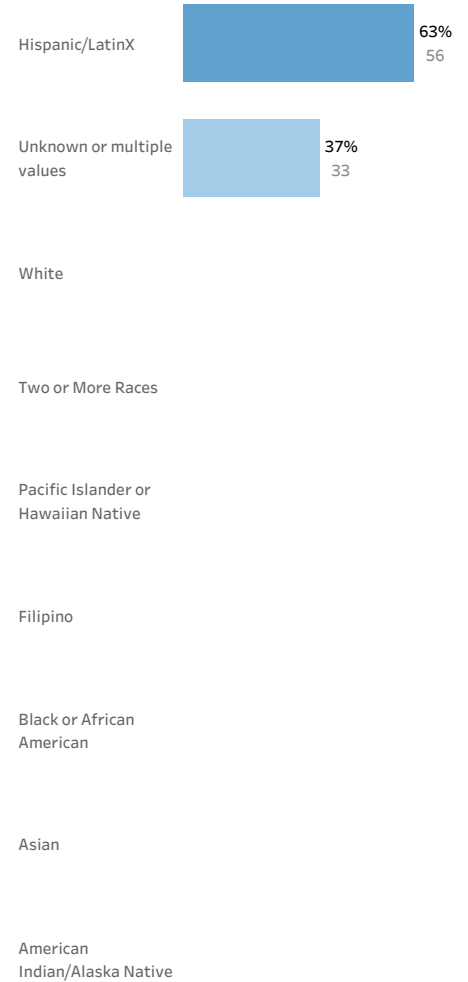 Hispanic/LatinX
63%
56
Unknown or multiple
values
37%
33
White
Two or More Races
Pacific Islander or
Hawaiian Native
Filipino
Black or African
American
Asian
American
Indian/Alaska Native